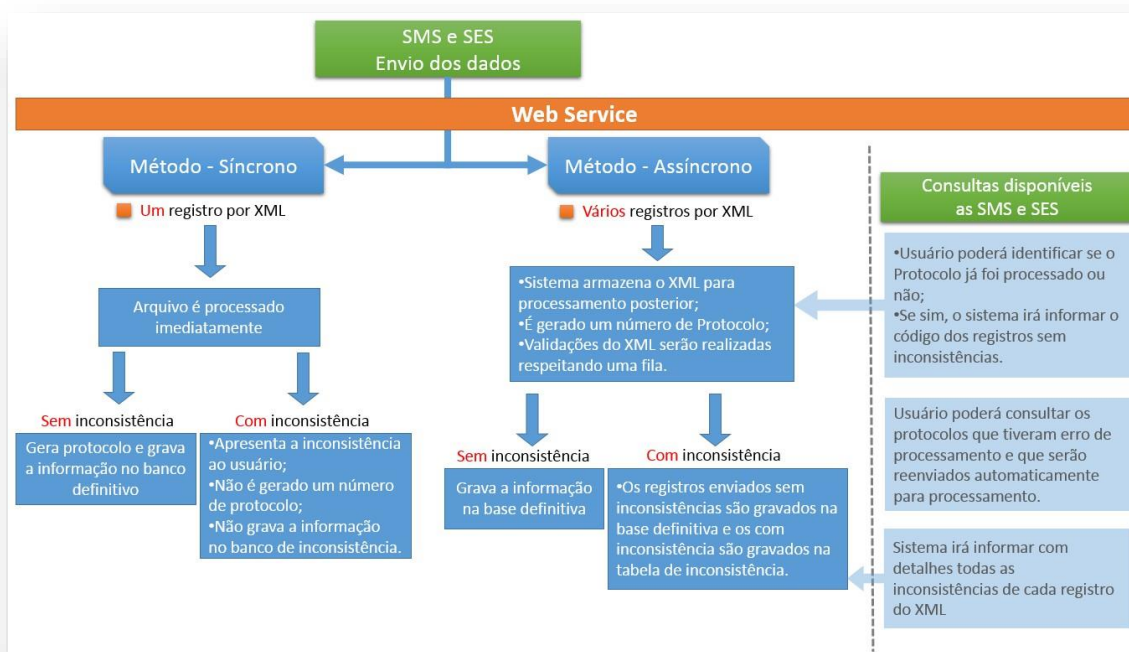 SMS e SES
Envio dos dados
Web Service
Método - Síncrono
Um registro por XML
Arquivo é processado
imediatamente
Sem inconsistência
Gera protocolo e grava
a informação no banco
definitivo
Com inconsistência
•Apresenta a inconsistência
ao usuário;
•Não é gerado um número
de protocolo;
•Não grava a informação
no banco de inconsistência.
Método - Assíncrono
Vários registros por XML
•Sistema armazena o XML para
processamento posterior;
•É gerado um número de Protocolo;
•Validações do XML serão realizadas
respeitando uma fila.
Sem inconsistência
Grava a informação
na base definitiva
Com inconsistência
•Os registros enviados sem
inconsistências são gravados na
base definitiva e os com
inconsistência são gravados na
tabela de inconsistência.
Consultas disponíveis
as SMS e SES
•Usuário poderá identificar se o
Protocolo já foi processado ou
não;
•Se sim, o sistema irá informar o
código dos registros sem
inconsistências.
Usuário poderá consultar os
protocolos que tiveram erro de
processamento e que serão
reenviados automaticamente
para processamento.
Sistema irá informar com
detalhes todas as
inconsistências de cada registro
do XML